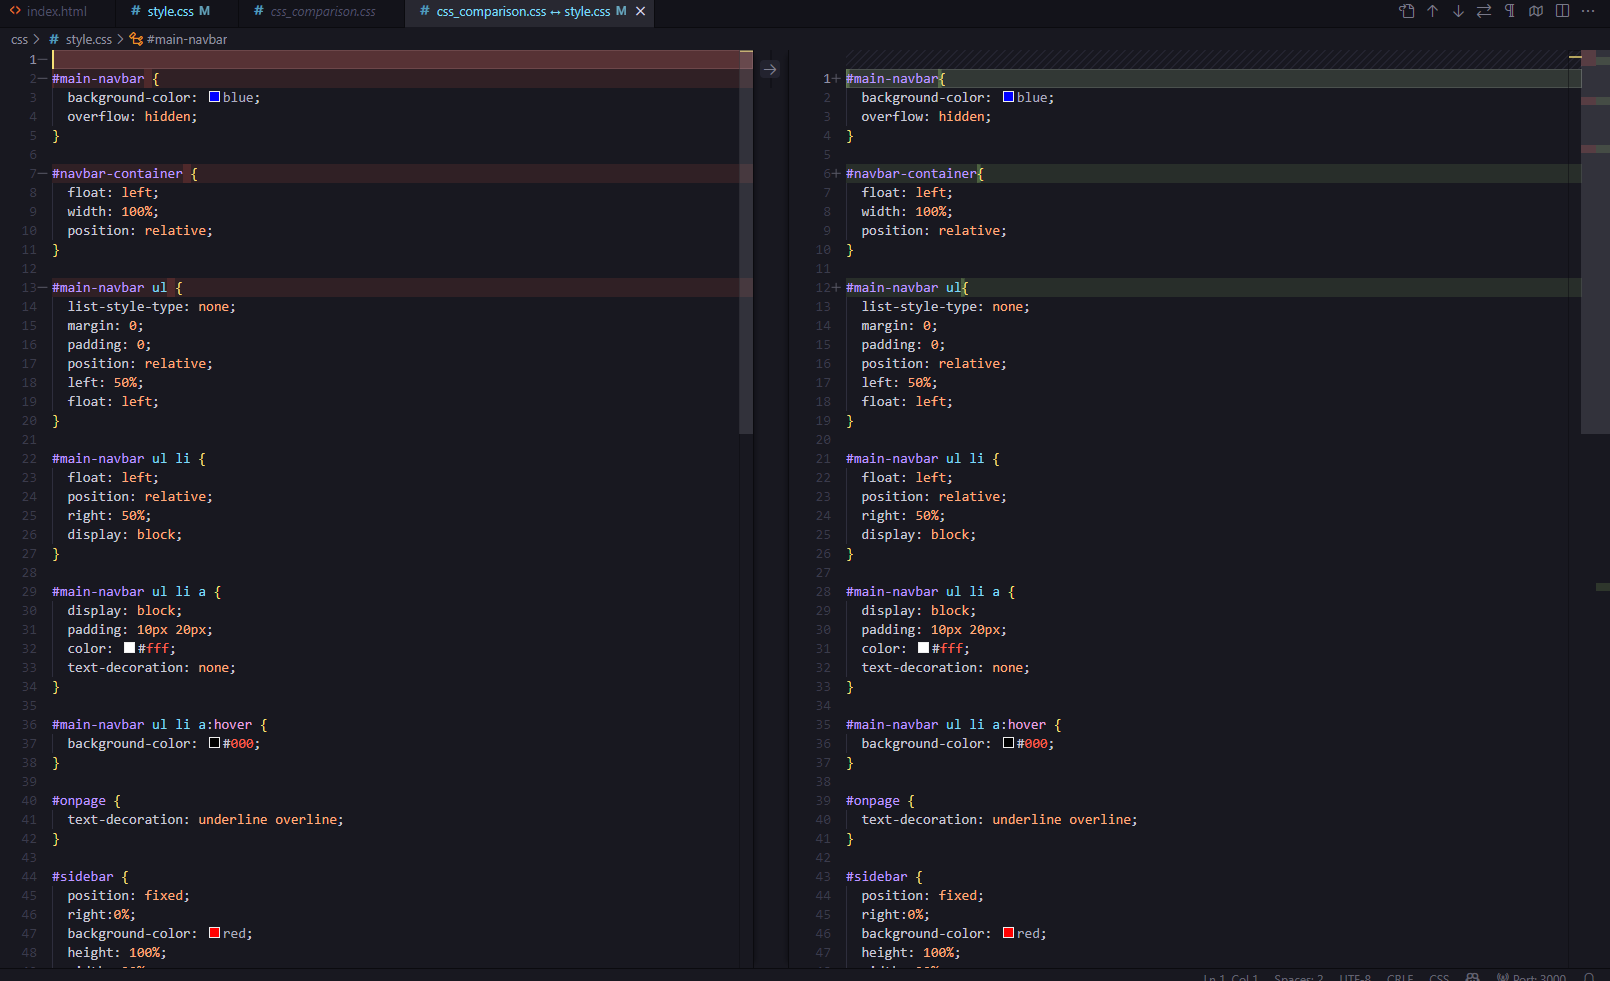 index.html
# style.css M
# css_comparison.css
# css_comparison.css ↔ style.css M
css > # style.css > #main-navbar
1
2 #main-navbar {
3 background-color: blue;
4 overflow: hidden;
5 }
6
7 #navbar-container {
8 float: left;
9 width: 100%;
10 position: relative;
11 }
12
13 #main-navbar ul {
14 list-style-type: none;
15 margin: 0;
16 padding: 0;
17 position: relative;
18 left: 50%;
19 float: left;
20 }
21
22 #main-navbar ul li {
23 float: left;
24 position: relative;
25 right: 50%;
26 display: block;
27 }
28
29 #main-navbar ul li a {
30 display: block;
31 padding: 10px 20px;
32 color: #fff;
33 text-decoration: none;
34 }
35
36 #main-navbar ul li a:hover {
37 background-color: #000;
38 }
39
40 #onpage {
41 text-decoration: underline overline;
42 }
43
44 #sidebar {
45 position: fixed;
46 right:0%;
47 background-color: red;
48 height: 100%;
1+ #main-navbar{
2 background-color: blue;
3 overflow: hidden;
4 }
5
6+ #navbar-container{
7 float: left;
8 width: 100%;
9 position: relative;
10 }
11
12+ #main-navbar ul{
13 list-style-type: none;
14 margin: 0;
15 padding: 0;
16 position: relative;
17 left: 50%;
18 float: left;
19 }
20
21 #main-navbar ul li {
22 float: left;
23 position: relative;
24 right: 50%;
25 display: block;
26 }
27
28 #main-navbar ul li a {
29 display: block;
30 padding: 10px 20px;
31 color: #fff;
32 text-decoration: none;
33 }
34
35 #main-navbar ul li a:hover {
36 background-color: #000;
37 }
38
39 #onpage {
40 text-decoration: underline overline;
41 }
42
43 #sidebar {
44 position: fixed;
45 right:0%;
46 background-color: red;
47 height: 100%;
Ln 1, Col 1 Spaces: 2 UTF-8 CRLF CSS Port: 3000